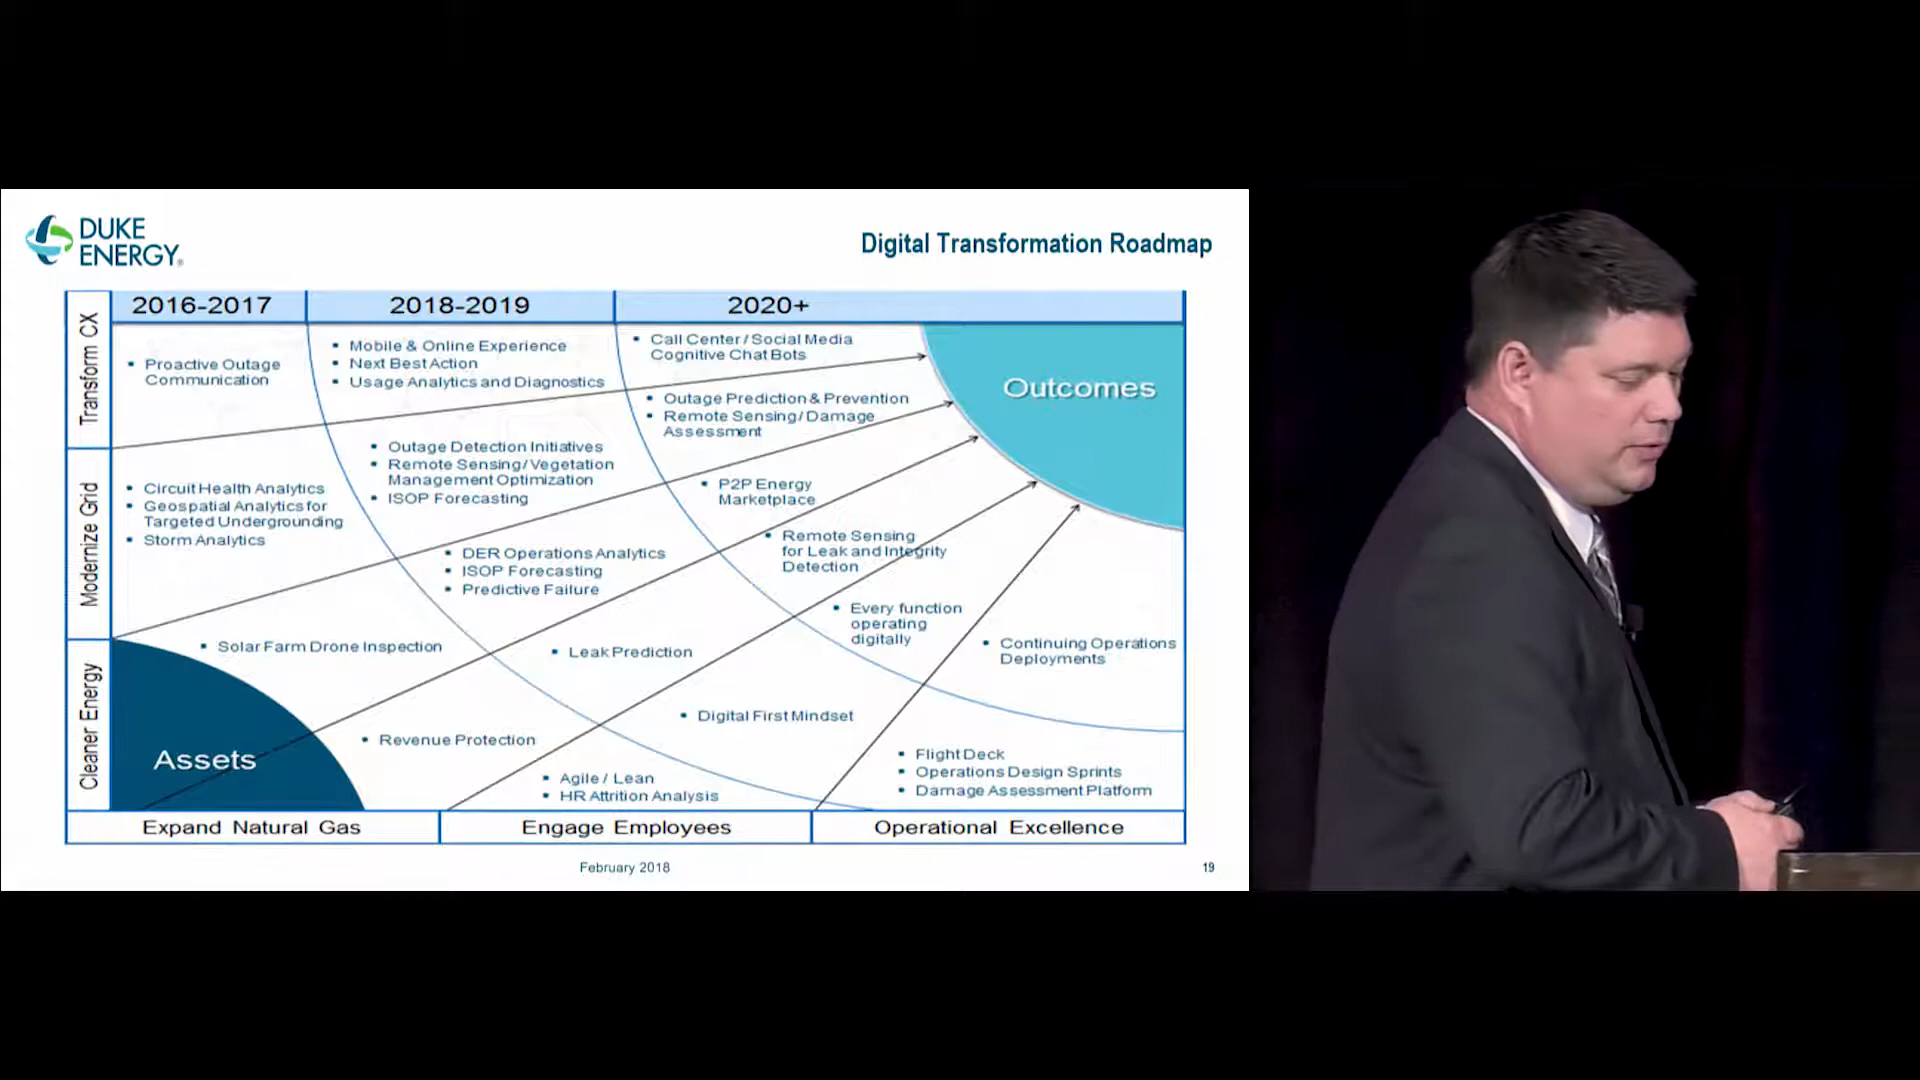 DUKE
ENERGY®
Digital Transformation Roadmap
2016-2017
2018-2019
2020+
Transform CX
Modernize Grid
Cleaner Energy
Proactive Outage
Communication
Mobile & Online Experience
Next Best Action
Usage Analytics and Diagnostics
Call Center / Social Media
Cognitive Chat Bots
Outcomes
Circuit Health Analytics
Geospatial Analytics for
Targeted Undergrounding
Storm Analytics
Outage Detection Initiatives
Remote Sensing / Vegetation
Management Optimization
ISOP Forecasting
Outage Prediction & Prevention
Remote Sensing / Damage
Assessment
Solar Farm Drone Inspection
DER Operations Analytics
ISOP Forecasting
Predictive Failure
P2P Energy
Marketplace
Assets
Revenue Protection
Leak Prediction
Remote Sensing
for Leak and Integrity
Detection
Agile / Lean
HR Attrition Analysis
Digital First Mindset
Every function
operating
digitally
Flight Deck
Operations Design Sprints
Damage Assessment Platform
Continuing Operations
Deployments
Expand Natural Gas
Engage Employees
Operational Excellence
February 2018
19